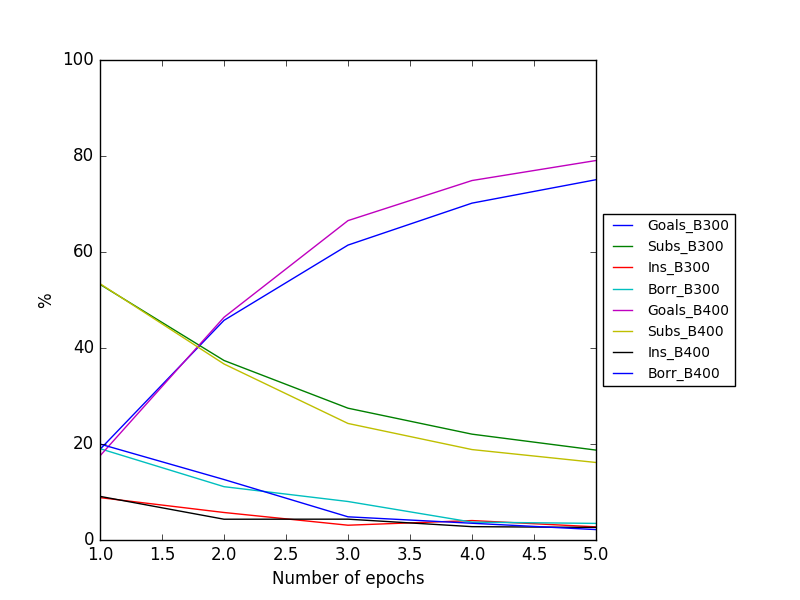 100
80
60
40
20
0
%
1.0 1.5 2.0 2.5 3.0 3.5 4.0 4.5 5.0
Number of epochs
Goals_B300
Subs_B300
Ins_B300
Borr_B300
Goals_B400
Subs_B400
Ins_B400
Borr_B400